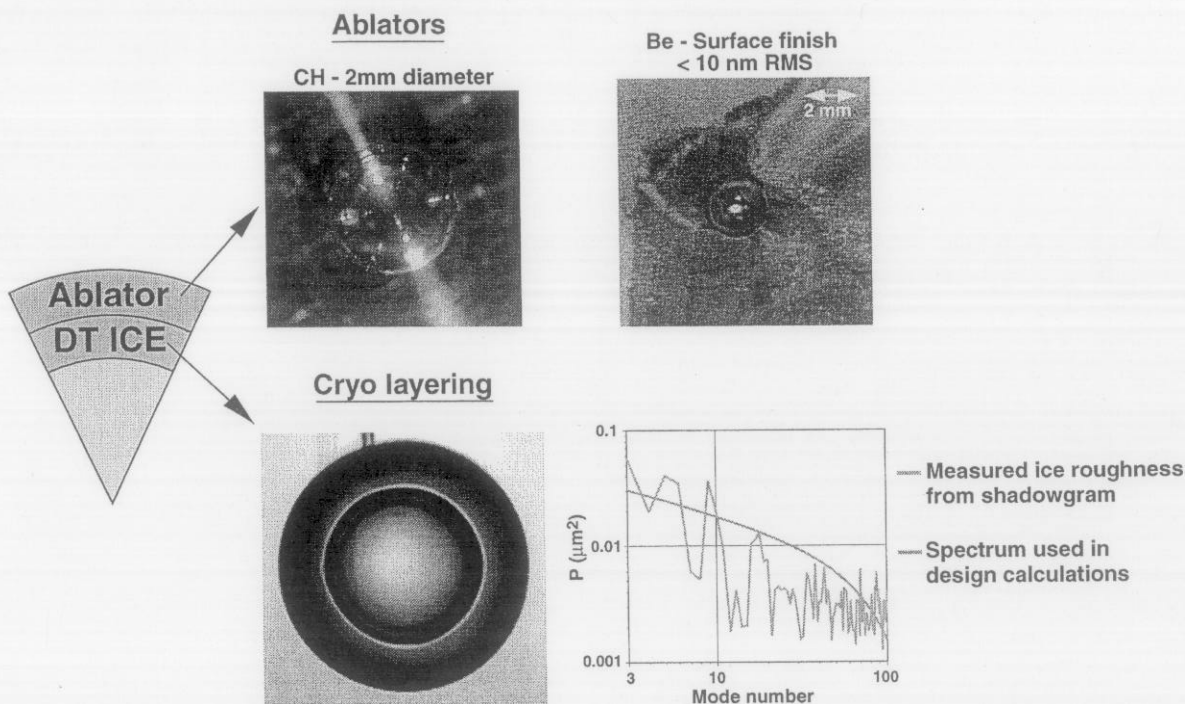 Ablators
CH - 2mm diameter
Be - Surface finish
< 10 nm RMS
2 mm
Ablator
DT ICE
Cryo layering
0.1
0.01
0.001
P (μm²)
3
10
100
Mode number
Measured ice roughness
from shadowgram
Spectrum used in
design calculations